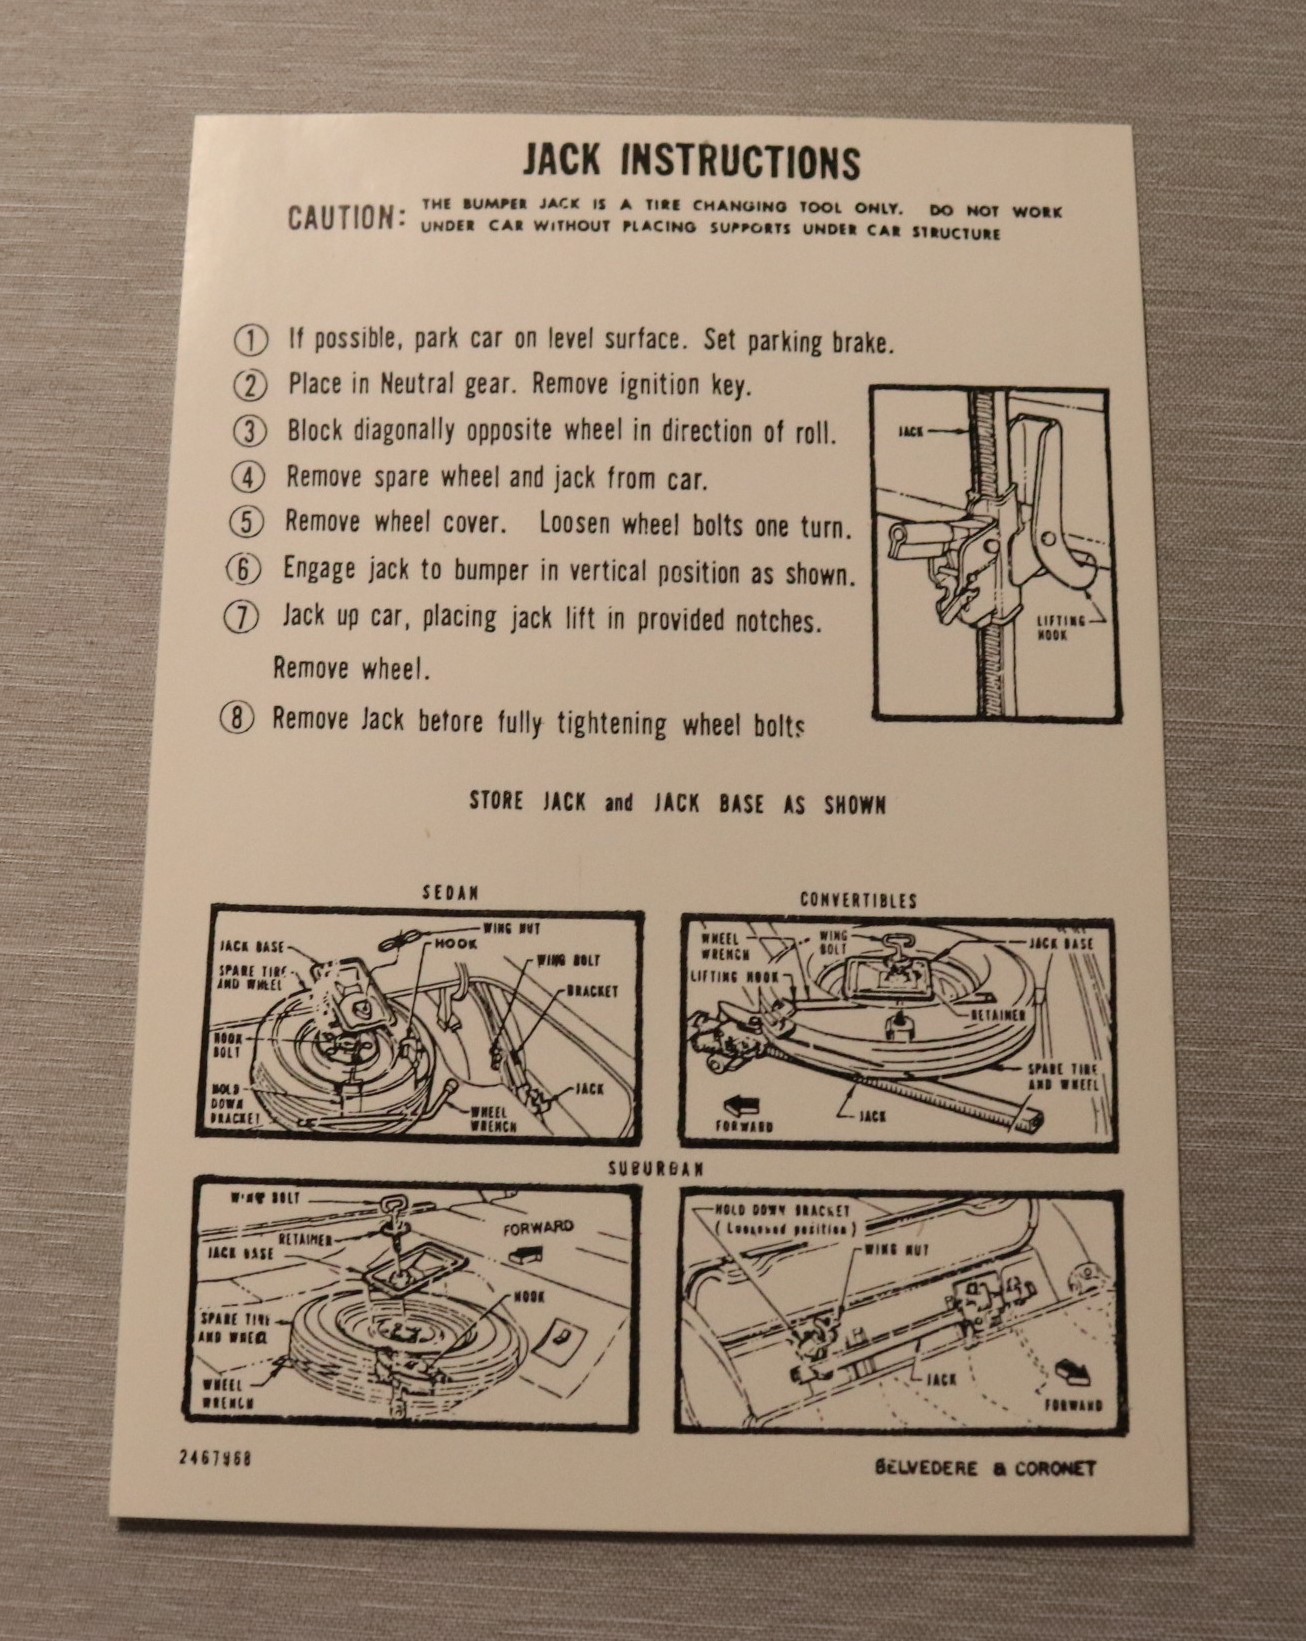 JACK INSTRUCTIONS
CAUTION: THE BUMPER JACK IS A TIRE CHANGING TOOL ONLY. DO NOT WORK
UNDER CAR WITHOUT PLACING SUPPORTS UNDER CAR STRUCTURE
1 If possible, park car on level surface. Set parking brake.
2 Place in Neutral gear. Remove ignition key.
3 Block diagonally opposite wheel in direction of roll.
4 Remove spare wheel and jack from car.
5 Remove wheel cover. Loosen wheel bolts one turn.
6 Engage jack to bumper in vertical position as shown.
7 Jack up car, placing jack lift in provided notches.
Remove wheel.
8 Remove Jack before fully tightening wheel bolts
JACK
LIFTING
HOOK
STORE JACK and JACK BASE AS SHOWN
SEDAN
WING NUT
JACK BASE
HOOK
SPARE TIRE
AND WHEEL
WING BOLT
BRACKET
HOOK
BOLT
HOLD
DOWN
BRACKET
JACK
WHEEL
WRENCH
CONVERTIBLES
WHEEL
WRENCH
WING
BOLT
JACK BASE
LIFTING HOOK
RETAINER
SPARE TIRE
AND WHEEL
JACK
FORWARD
SUBURBAN
WING BOLT
RETAINER
JACK BASE
FORWARD
HOOK
SPARE TIRE
AND WHEEL
WHEEL
WRENCH
HOLD DOWN BRACKET
(Loosened position)
WING NUT
JACK
FORWARD
2467968
BELVEDERE & CORONET